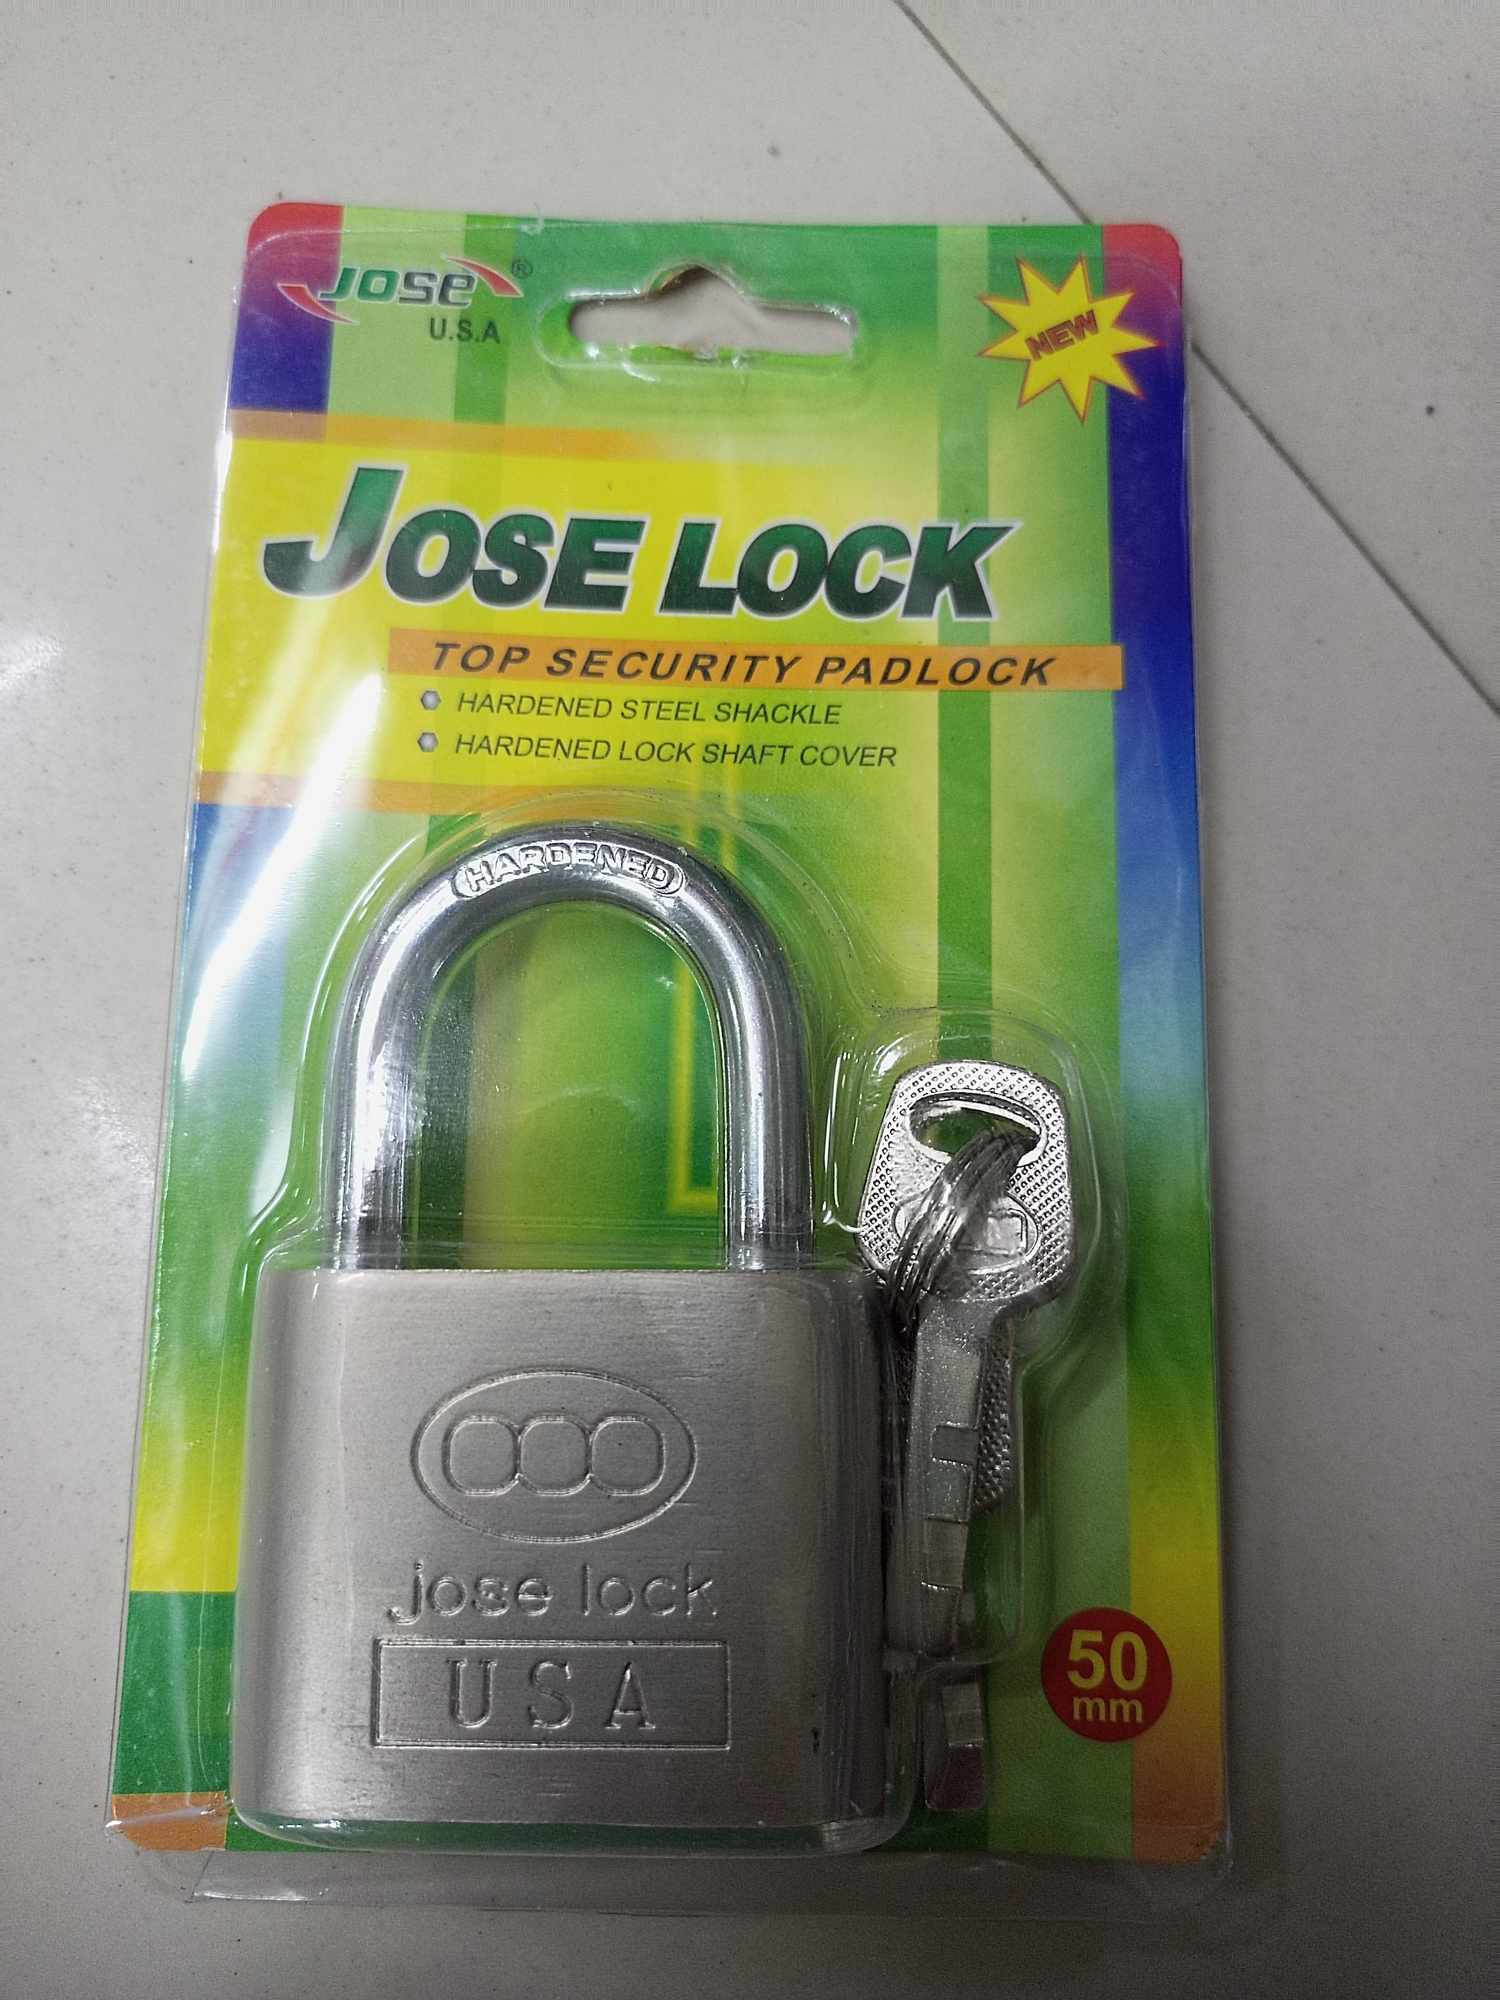 Jose ®
U.S.A
NEW
JOSE LOCK
TOP SECURITY PADLOCK
HARDENED STEEL SHACKLE
HARDENED LOCK SHAFT COVER
HARDENED
jose lock
USA
50
mm